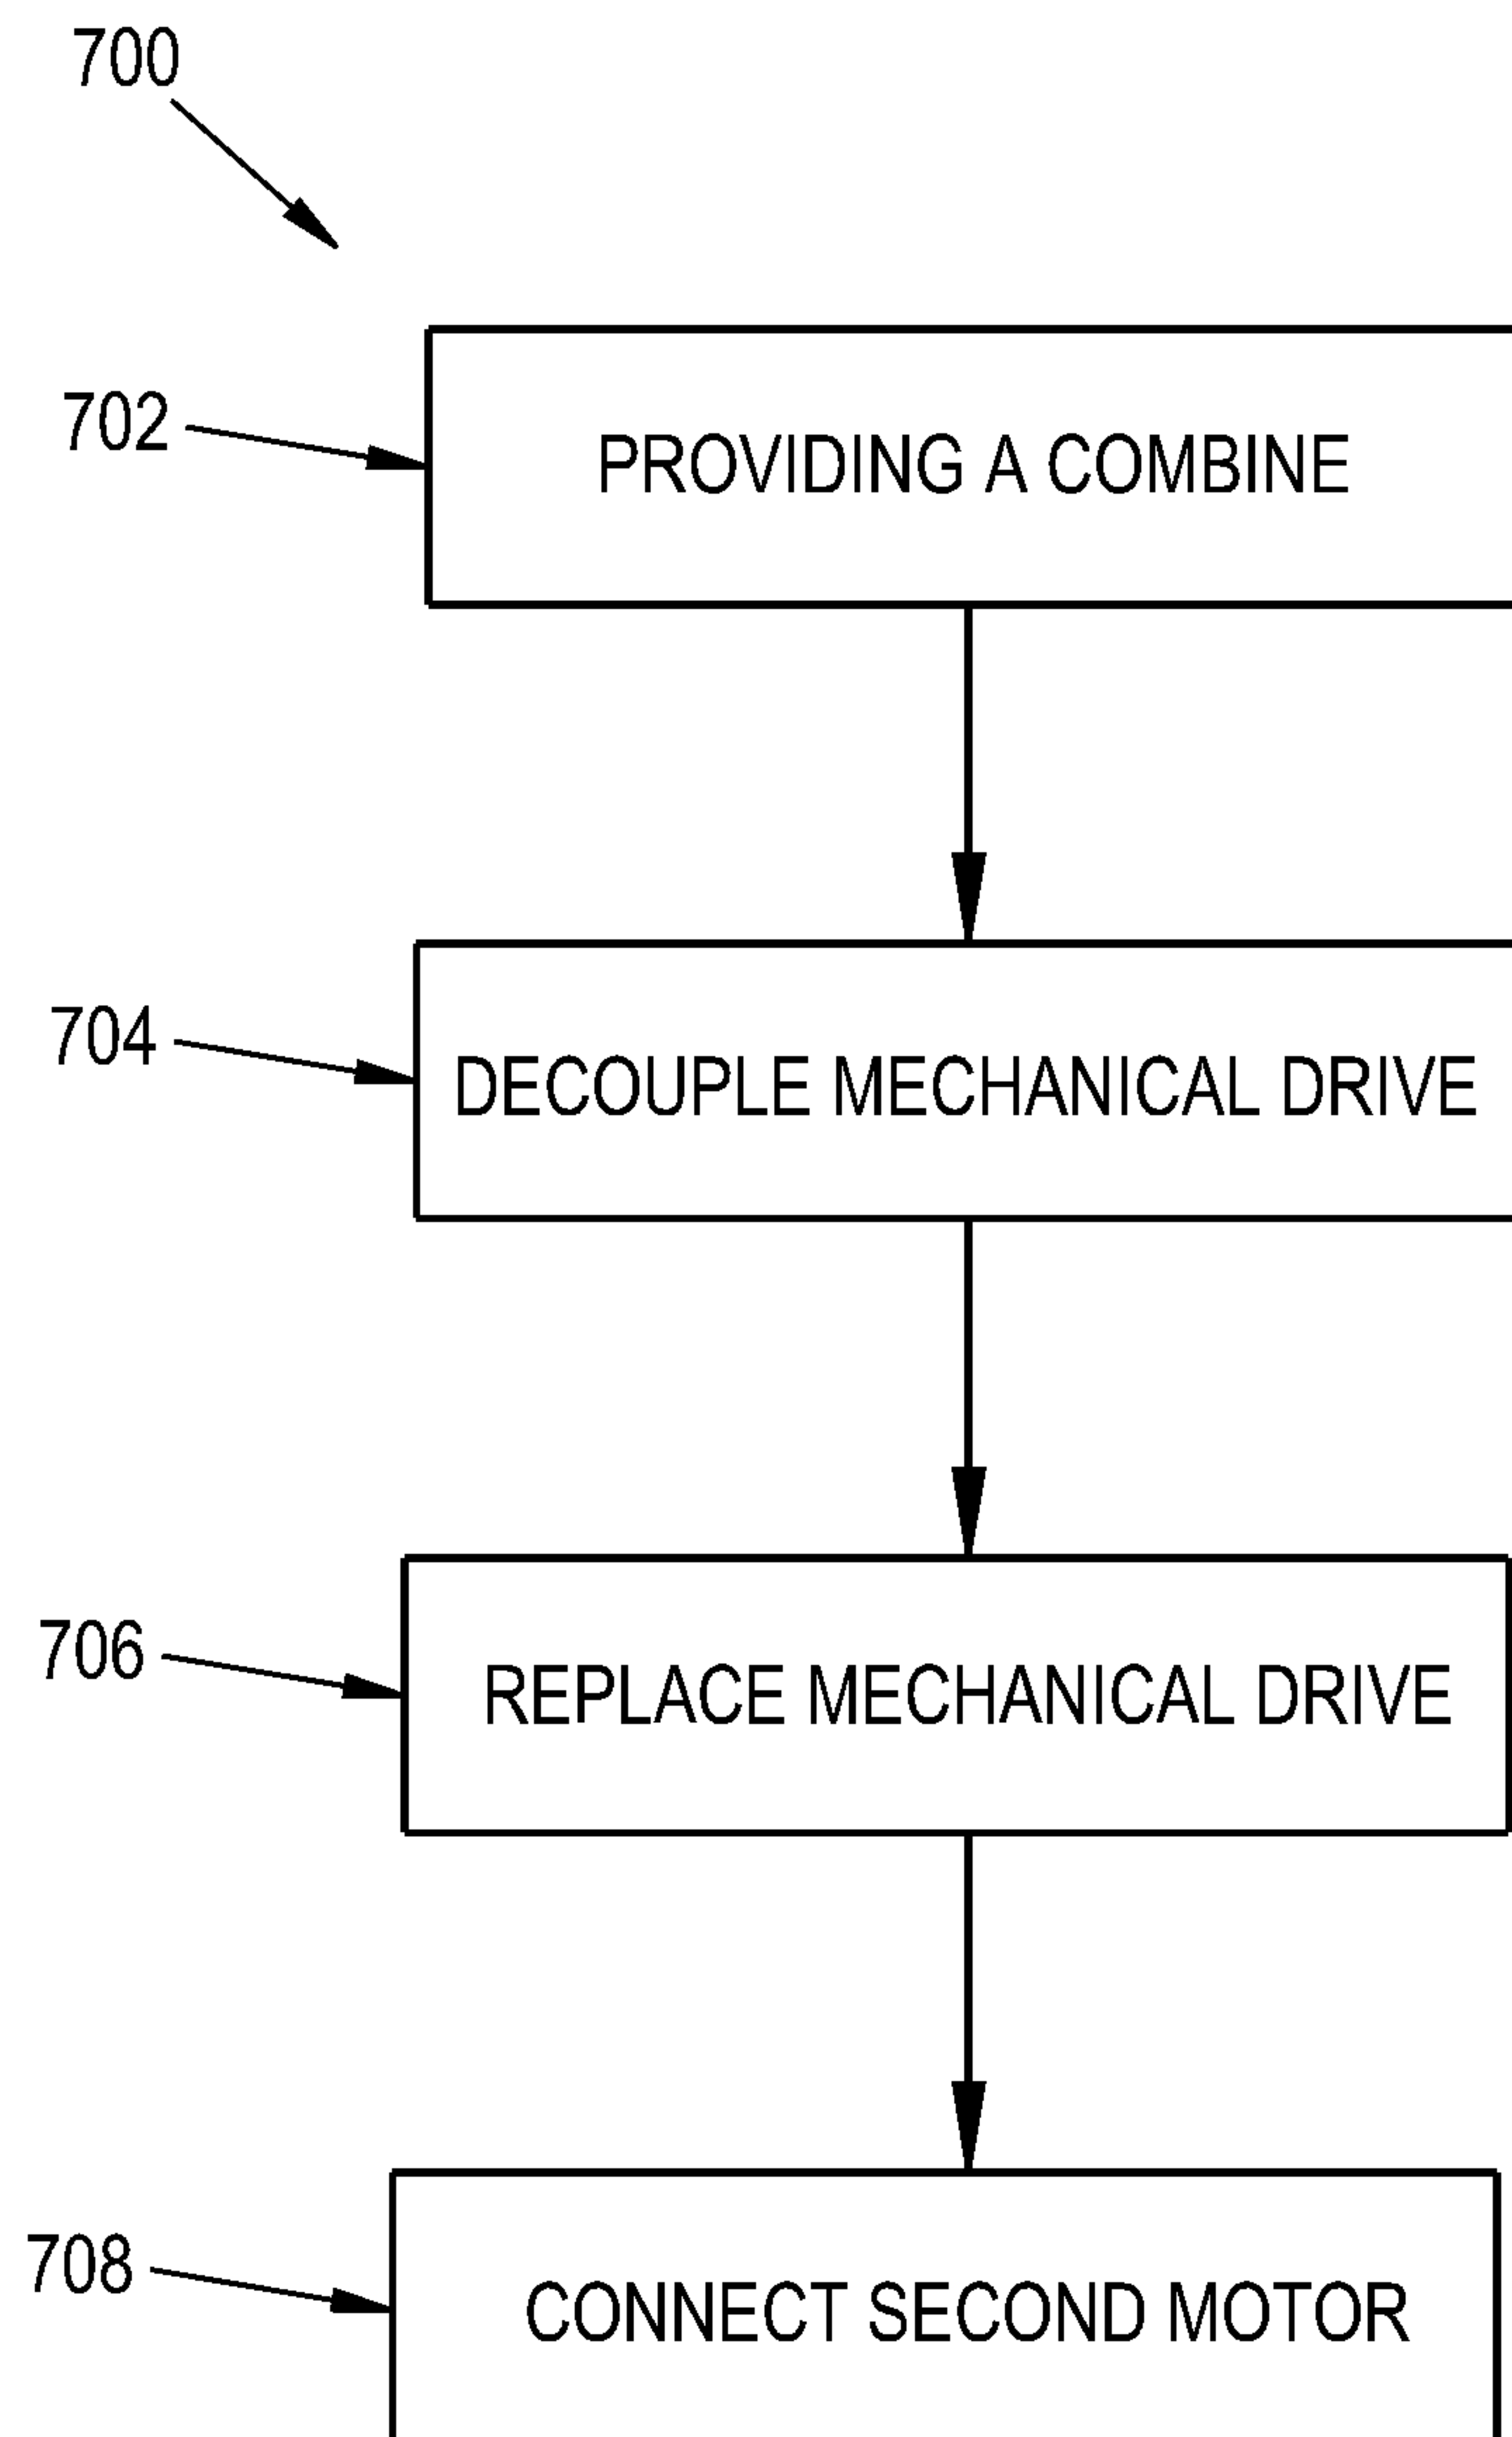 700
702
PROVIDING A COMBINE
704
DECOUPLE MECHANICAL DRIVE
706
REPLACE MECHANICAL DRIVE
708
CONNECT SECOND MOTOR